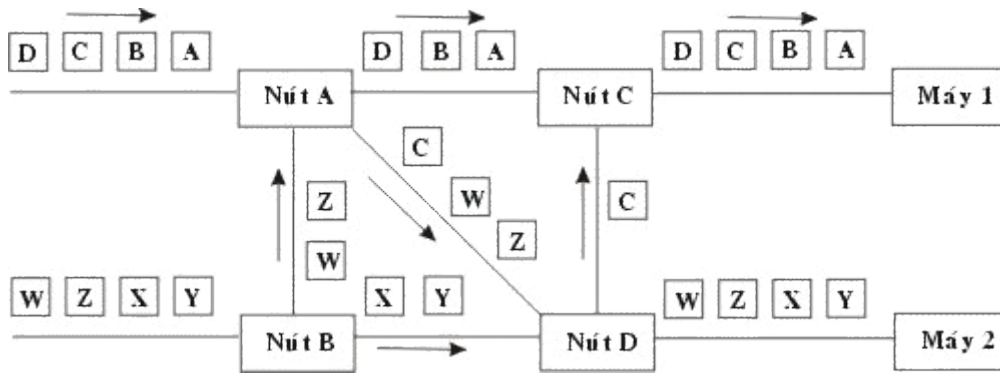 D C B A D B A D C B A
Nút A Nút C Máy 1
C
Z W C
W Z
W Z X Y X Y W Z X Y
Nút B Nút D Máy 2